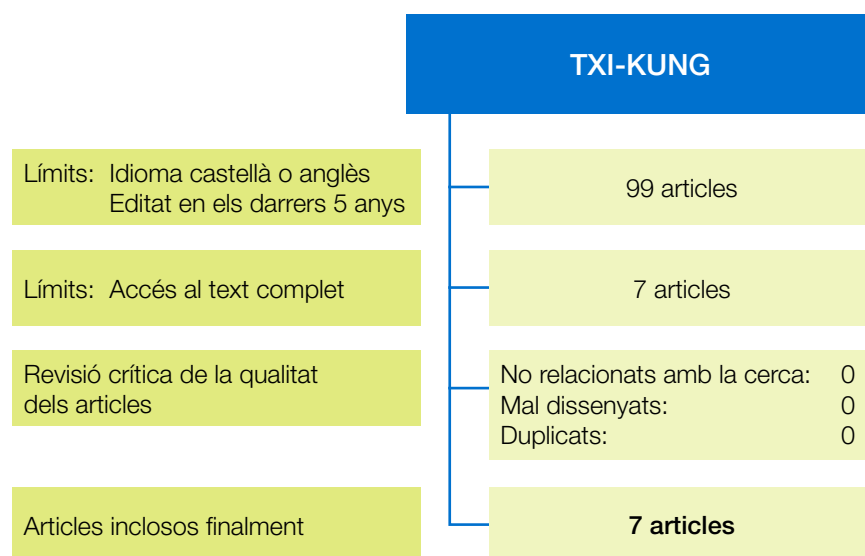 TXI-KUNG
Límits: Idioma castellà o anglès
Editat en els darrers 5 anys
99 articles
Límits: Accés al text complet
7 articles
Revisió crítica de la qualitat
dels articles
No relacionats amb la cerca: 0
Mal dissenyats: 0
Duplicats: 0
Articles inclosos finalment
7 articles